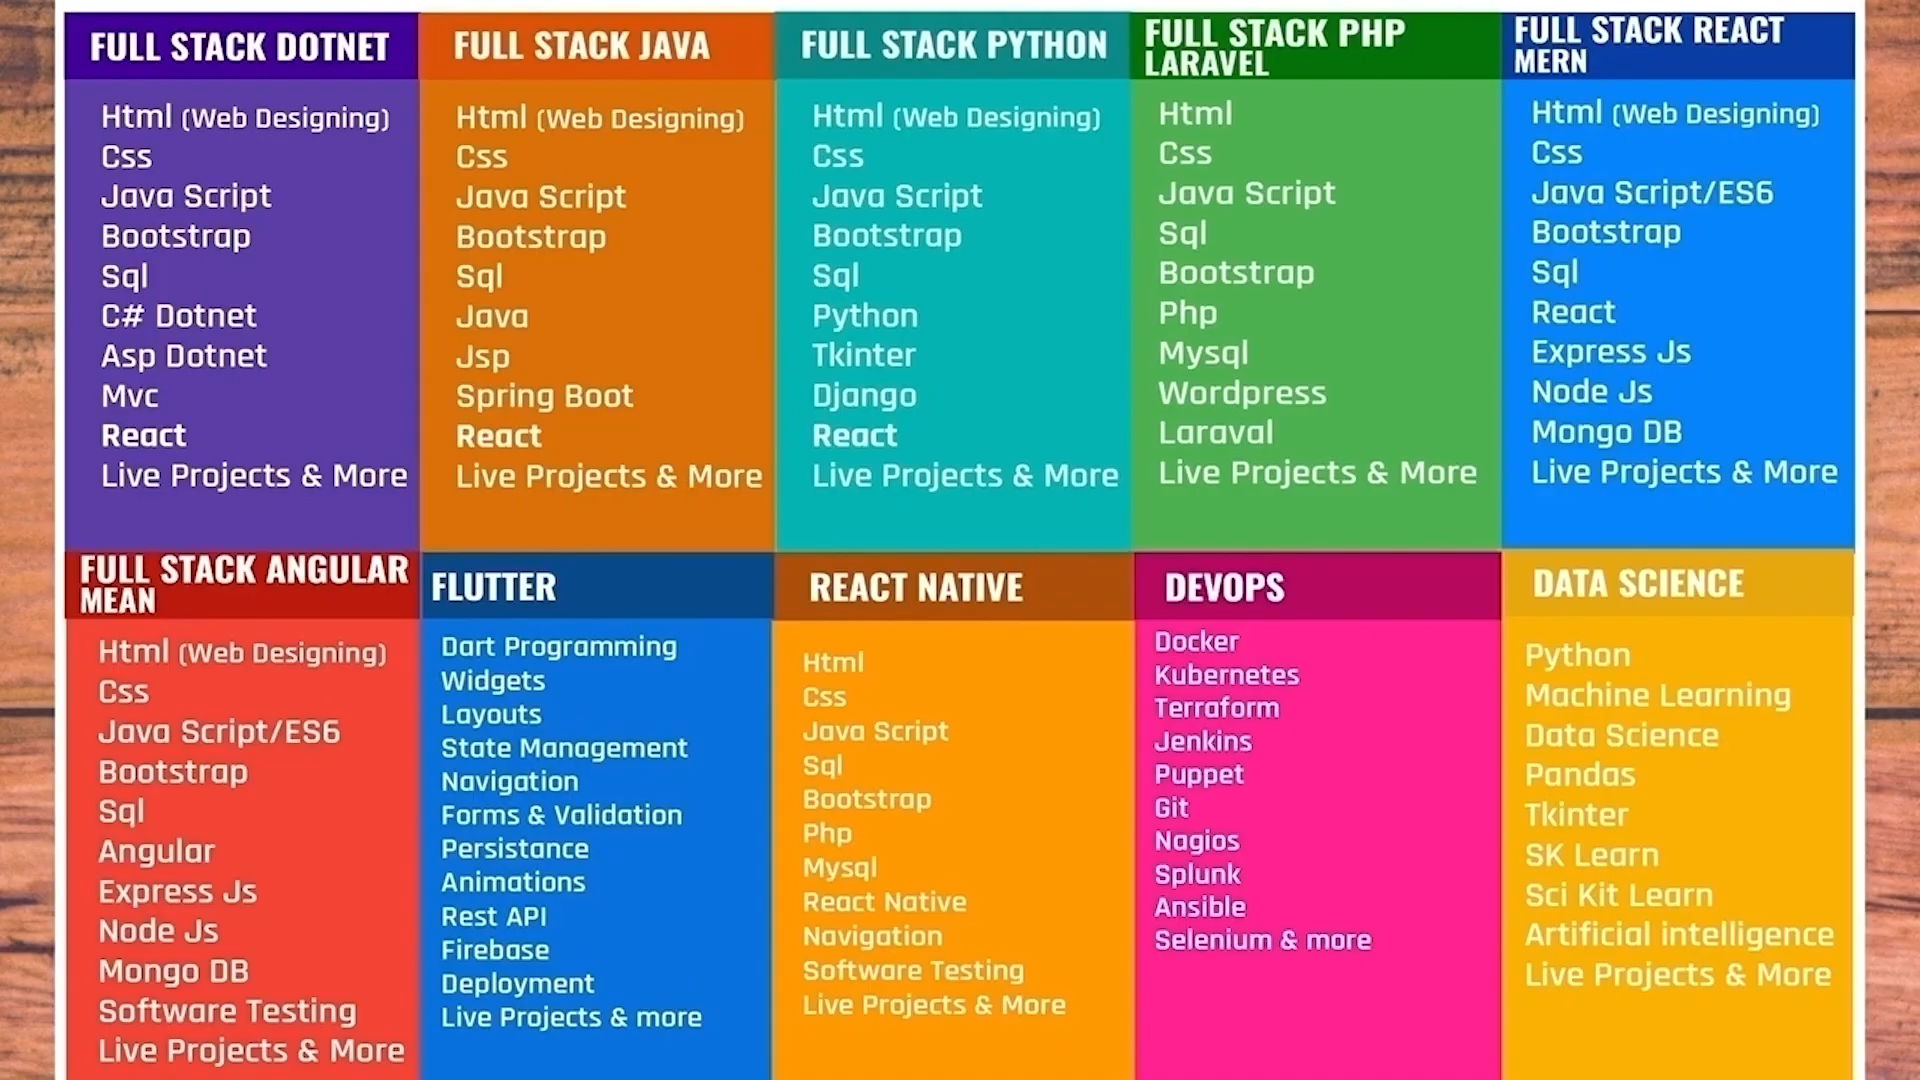 FULL STACK DOTNET
Html (Web Designing)
Css
Java Script
Bootstrap
Sql
C# Dotnet
Asp Dotnet
Mvc
React
Live Projects & More
FULL STACK JAVA
Html (Web Designing)
Css
Java Script
Bootstrap
Sql
Java
Jsp
Spring Boot
React
Live Projects & More
FULL STACK PYTHON
Html (Web Designing)
Css
Java Script
Bootstrap
Sql
Python
Tkinter
Django
React
Live Projects & More
FULL STACK PHP
LARAVEL
Html
Css
Java Script
Sql
Bootstrap
Php
Mysql
Wordpress
Laraval
Live Projects & More
FULL STACK REACT
MERN
Html (Web Designing)
Css
Java Script/ES6
Bootstrap
Sql
React
Express Js
Node Js
Mongo DB
Live Projects & More
FULL STACK ANGULAR
MEAN
Html (Web Designing)
Css
Java Script/ES6
Bootstrap
Sql
Angular
Express Js
Node Js
Mongo DB
Software Testing
Live Projects & More
FLUTTER
Dart Programming
Widgets
Layouts
State Management
Navigation
Forms & Validation
Persistance
Animations
Rest API
Firebase
Deployment
Live Projects & more
REACT NATIVE
Html
Css
Java Script
Sql
Bootstrap
Php
Mysql
React Native
Navigation
Software Testing
Live Projects & More
DEVOPS
Docker
Kubernetes
Terraform
Jenkins
Puppet
Git
Nagios
Splunk
Ansible
Selenium & more
DATA SCIENCE
Python
Machine Learning
Data Science
Pandas
Tkinter
SK Learn
Sci Kit Learn
Artificial intelligence
Live Projects & More